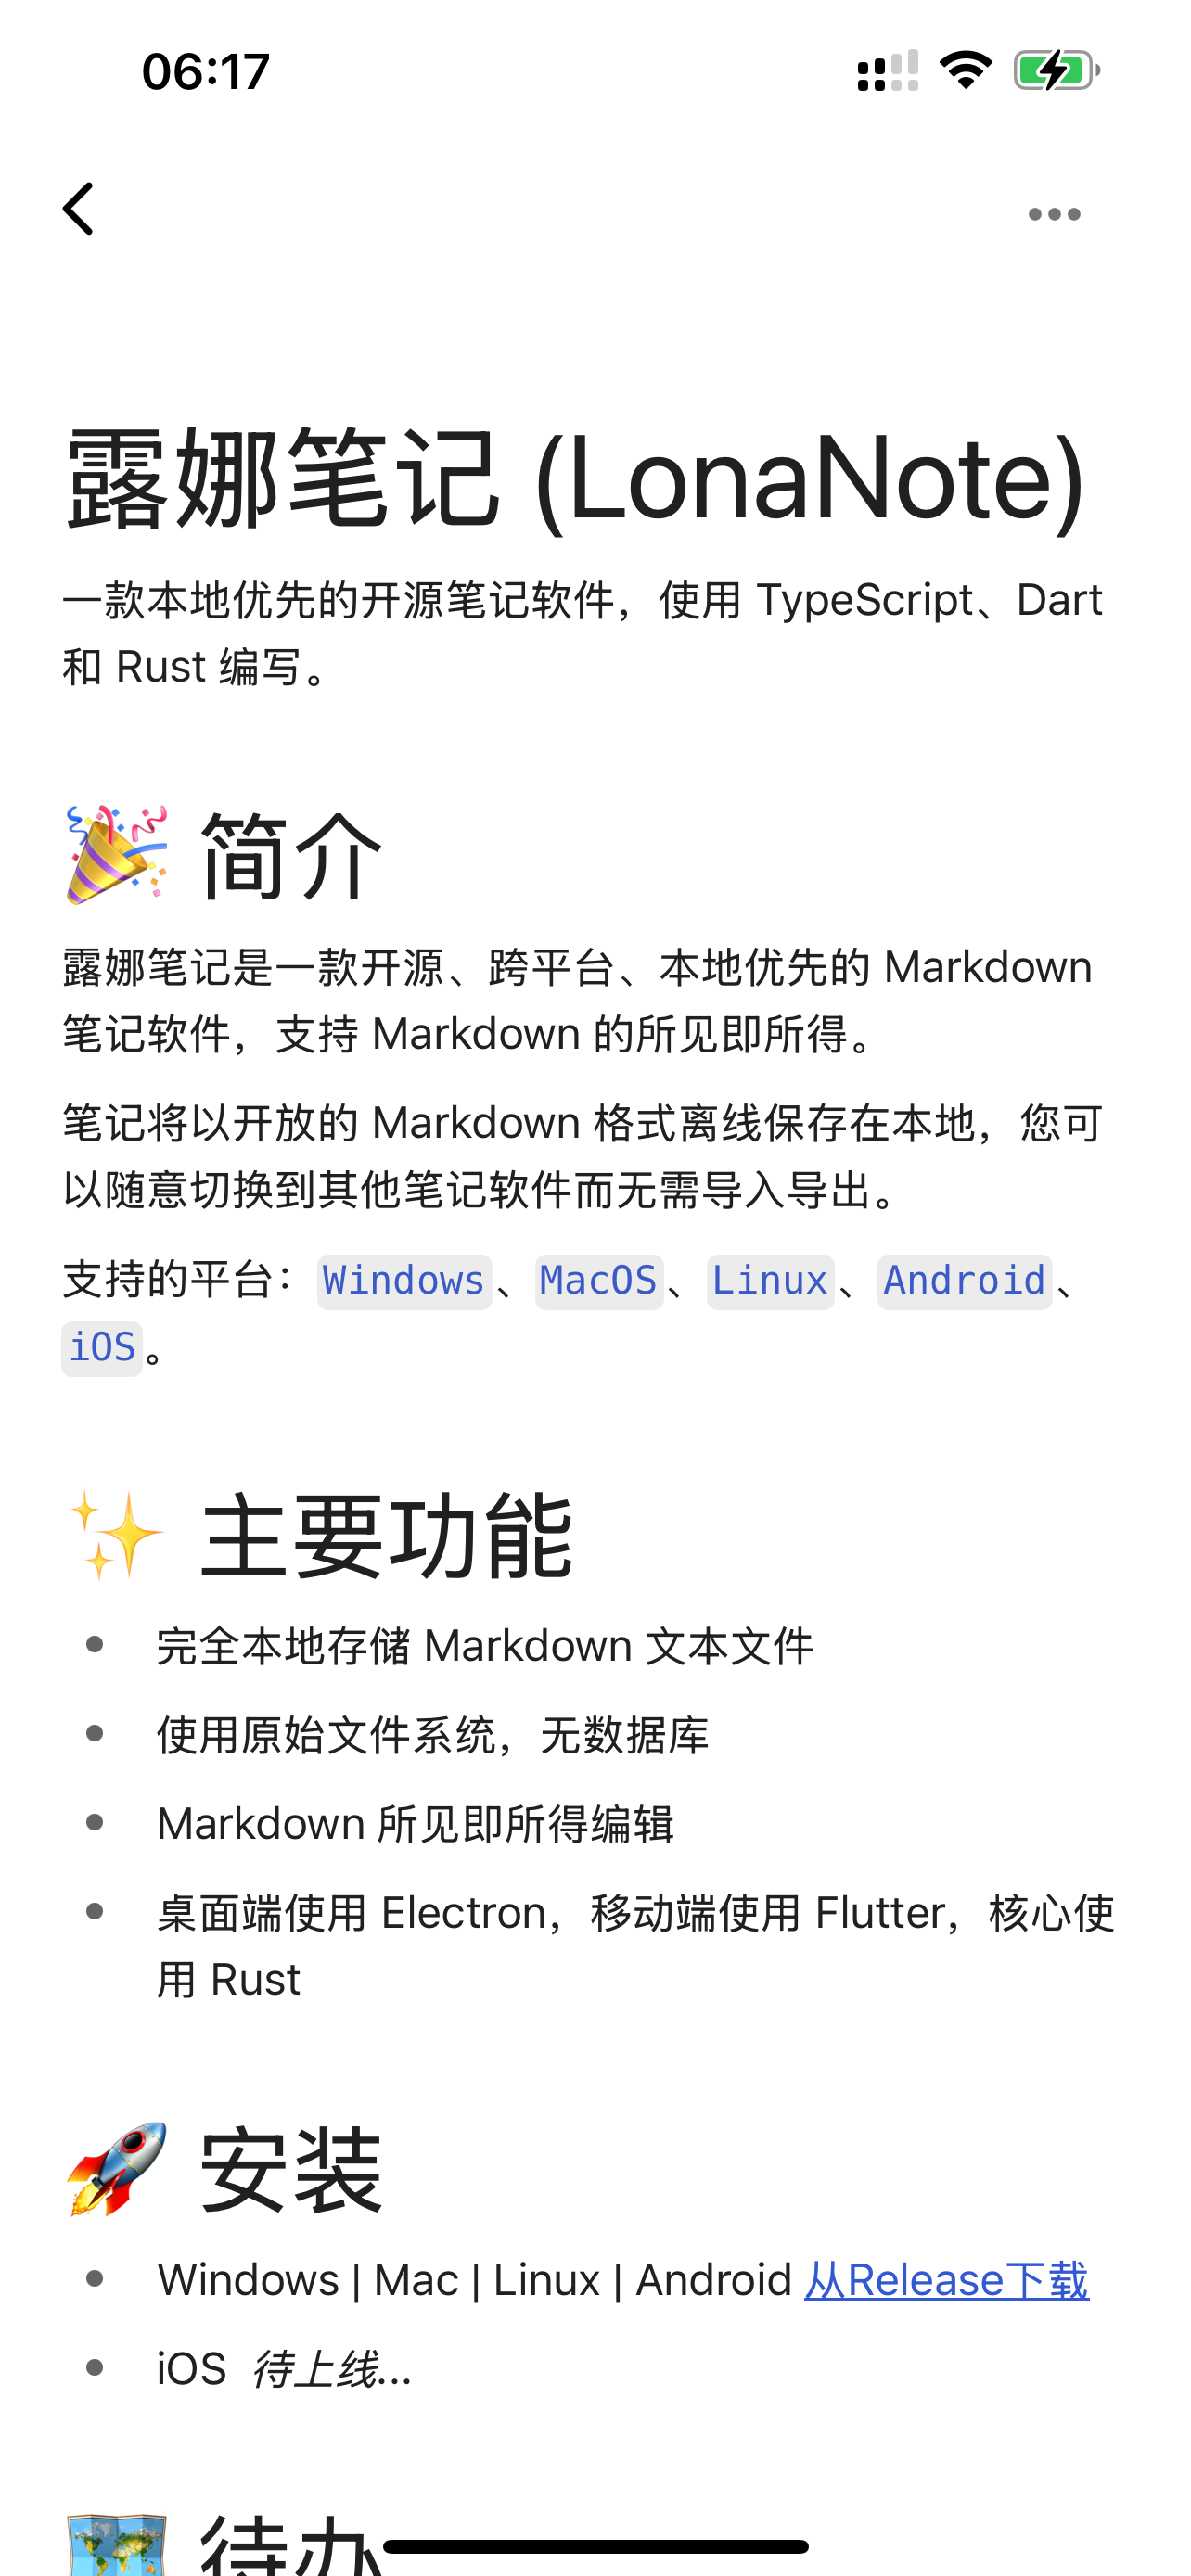 06:17
露娜笔记 (LonaNote)
一款本地优先的开源笔记软件，使用 TypeScript、Dart
和 Rust 编写。
🎉 简介
露娜笔记是一款开源、跨平台、本地优先的 Markdown
笔记软件，支持 Markdown 的所见即所得。
笔记将以开放的 Markdown 格式离线保存在本地，您可
以随意切换到其他笔记软件而无需导入导出。
支持的平台：Windows、MacOS、Linux、Android、
iOS。
✨ 主要功能
• 完全本地存储 Markdown 文本文件
• 使用原始文件系统，无数据库
• Markdown 所见即所得编辑
• 桌面端使用 Electron，移动端使用 Flutter，核心使
用 Rust
🚀 安装
• Windows | Mac | Linux | Android 从Release下载
• iOS 待上线...
🗺️ 待办